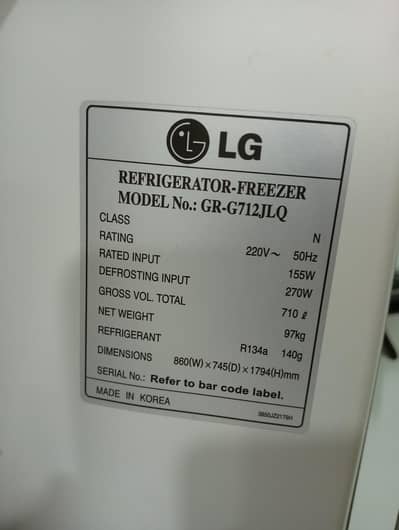 LG
REFRIGERATOR-FREEZER
MODEL No.: GR-G712JLQ
CLASS N
RATING 220V~ 50Hz
RATED INPUT 155W
DEFROSTING INPUT 270W
GROSS VOL. TOTAL 710 ℓ
NET WEIGHT 97kg
REFRIGERANT R134a 140g
DIMENSIONS 860(W)×745(D)×1794(H)mm
SERIAL No.: Refer to bar code label.
MADE IN KOREA